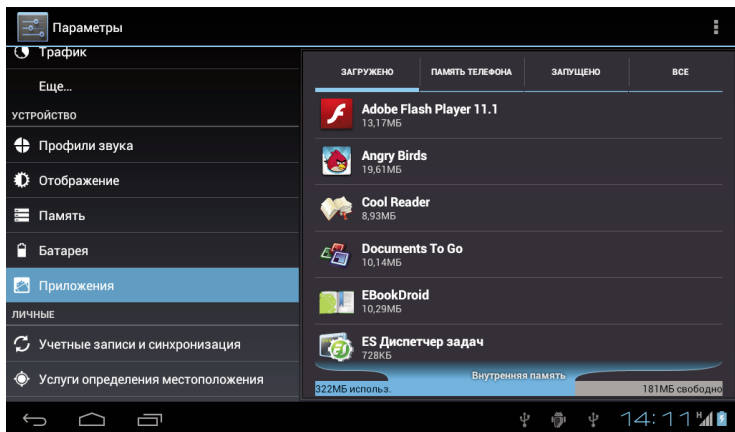 Параметры
Трафик
Еще...
УСТРОЙСТВО
Профили звука
Отображение
Память
Батарея
Приложения
ЛИЧНЫЕ
Учетные записи и синхронизация
Услуги определения местоположения
ЗАГРУЖЕНО ПАМЯТЬ ТЕЛЕФОНА ЗАПУЩЕНО ВСЕ
Adobe Flash Player 11.1
13,17МБ
Angry Birds
19,61МБ
Cool Reader
8,93МБ
Documents To Go
10,14МБ
EBookDroid
10,29МБ
ES Диспетчер задач
728КБ
Внутренняя память
322МБ использ. 181МБ свободно
14:11 H